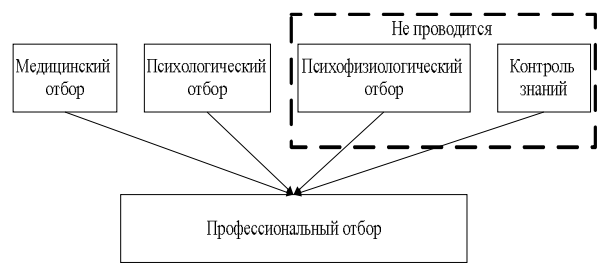 Не проводится
Медицинский
отбор
Психологический
отбор
Психофизиологический
отбор
Контроль
знаний
Профессиональный отбор